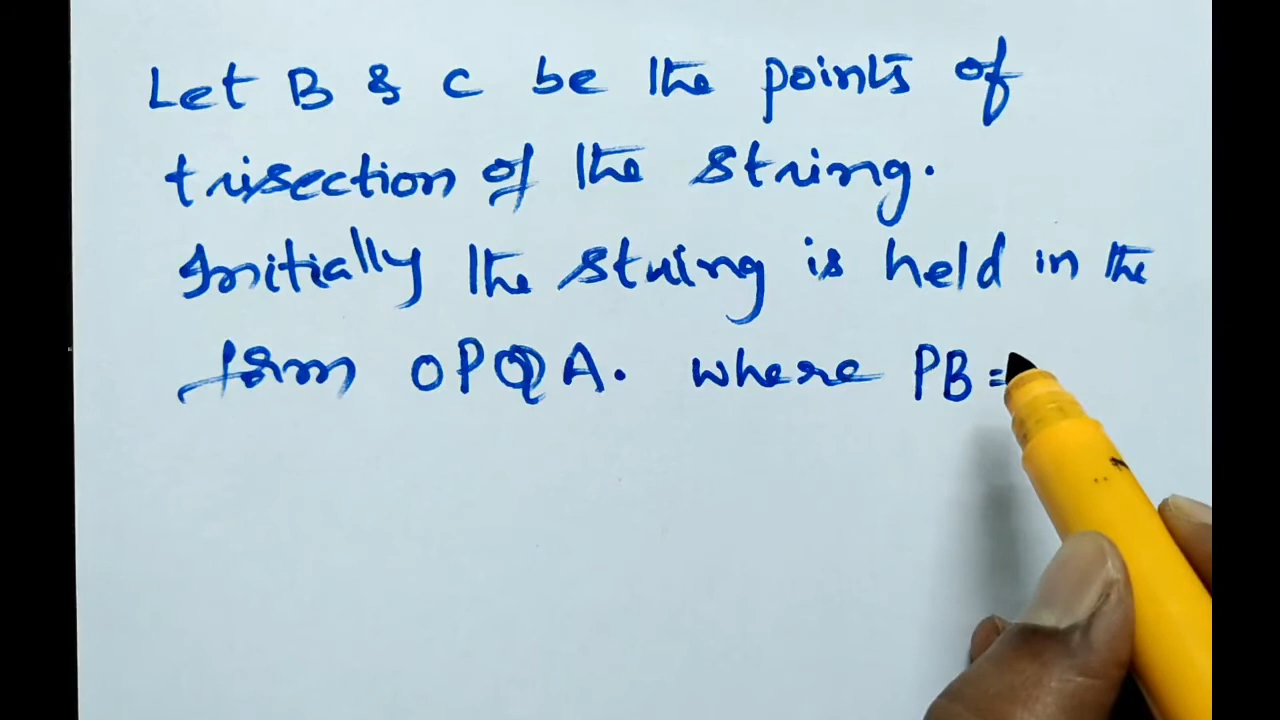 Let B & C be the points of
trisection of the string.
Initially the string is held in the
form OPQA. where PB=